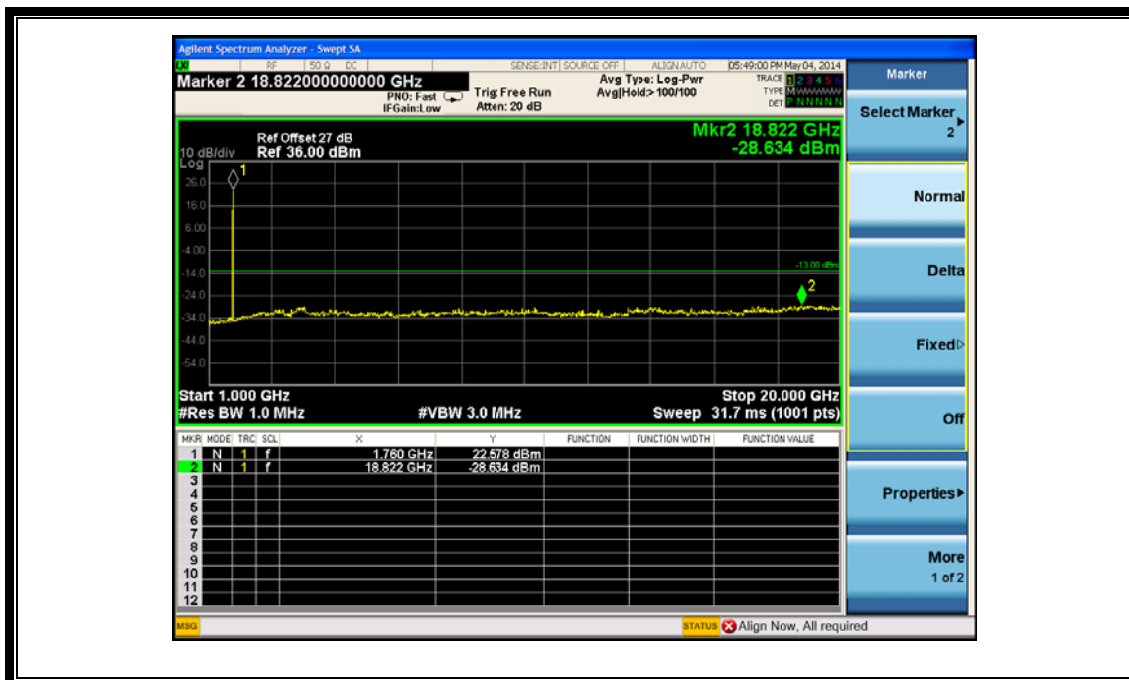 Agilent Spectrum Analyzer - Swept SA
RF 50 Ω DC SENSE:INT SOURCE OFF ALIGN AUTO 05:49:00 PM May 04, 2014
Marker 2 18.822000000000 GHz
PNO: Fast
IFGain:Low
Trig: Free Run
Atten: 20 dB
Avg Type: Log-Pwr
Avg|Hold:> 100/100
TRACE 1 2 3 4 5 6
TYPE M
DET P N N N N N
Ref Offset 27 dB
Ref 36.00 dBm
10 dB/div
Log
Mkr2 18.822 GHz
-28.634 dBm
1
26.0
16.0
6.00
-4.00
-13.00 dBm
-14.0
2
-24.0
-34.0
-44.0
-54.0
Start 1.000 GHz
Stop 20.000 GHz
#Res BW 1.0 MHz
#VBW 3.0 MHz
Sweep 31.7 ms (1001 pts)
MKR MODE TRC SCL X Y FUNCTION FUNCTION WIDTH FUNCTION VALUE
1 N 1 f 1.760 GHz 22.578 dBm
2 N 1 f 18.822 GHz -28.634 dBm
3
4
5
6
7
8
9
10
11
12
MSG
STATUS Align Now, All required
Marker
Select Marker
2
Normal
Delta
Fixed
Off
Properties
More
1 of 2